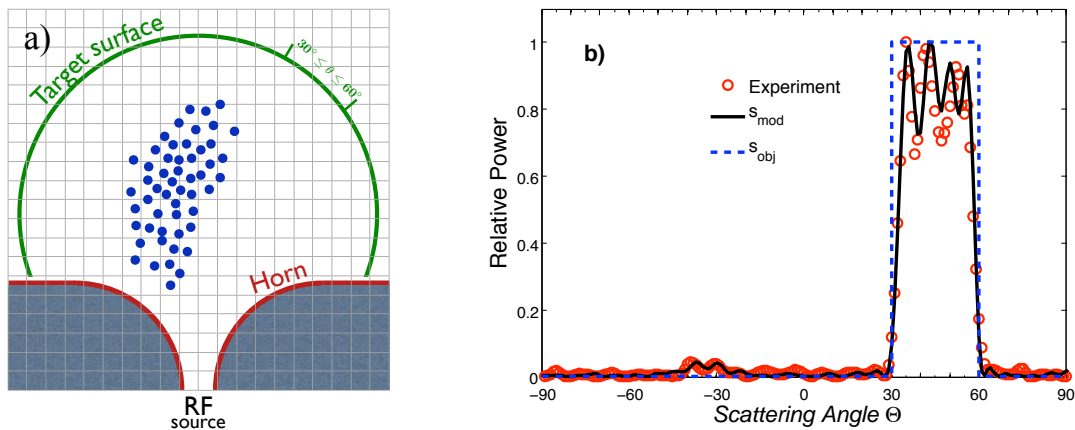 a)
Target surface
30° ≤ θ ≤ 60°
Horn
RF
source
b)
Relative Power
1
0.8
0.6
0.4
0.2
0
Experiment
s_mod
s_obj
−90
−60
−30
0
30
60
90
Scattering Angle Θ